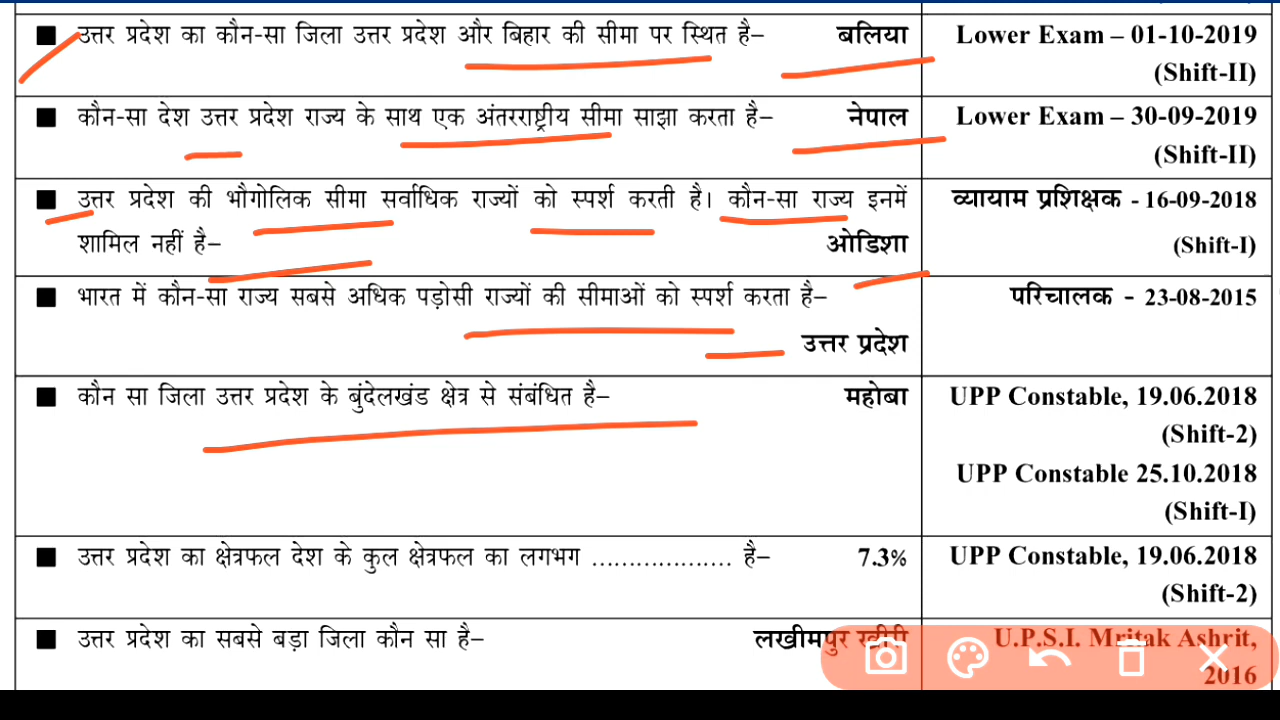 ■ उत्तर प्रदेश का कौन-सा जिला उत्तर प्रदेश और बिहार की सीमा पर स्थित है– बलिया Lower Exam – 01-10-2019
(Shift-II)
■ कौन-सा देश उत्तर प्रदेश राज्य के साथ एक अंतरराष्ट्रीय सीमा साझा करता है– नेपाल Lower Exam – 30-09-2019
(Shift-II)
■ उत्तर प्रदेश की भौगोलिक सीमा सर्वाधिक राज्यों को स्पर्श करती है। कौन-सा राज्य इनमें व्यायाम प्रशिक्षक - 16-09-2018
शामिल नहीं है– ओडिशा (Shift-I)
■ भारत में कौन-सा राज्य सबसे अधिक पड़ोसी राज्यों की सीमाओं को स्पर्श करता है– परिचालक - 23-08-2015
उत्तर प्रदेश
■ कौन सा जिला उत्तर प्रदेश के बुंदेलखंड क्षेत्र से संबंधित है– महोबा UPP Constable, 19.06.2018
(Shift-2)
UPP Constable 25.10.2018
(Shift-I)
■ उत्तर प्रदेश का क्षेत्रफल देश के कुल क्षेत्रफल का लगभग ................... है– 7.3% UPP Constable, 19.06.2018
(Shift-2)
■ उत्तर प्रदेश का सबसे बड़ा जिला कौन सा है– लखीमपुर खीरी U.P.S.I. Mritak Ashrit,
2016